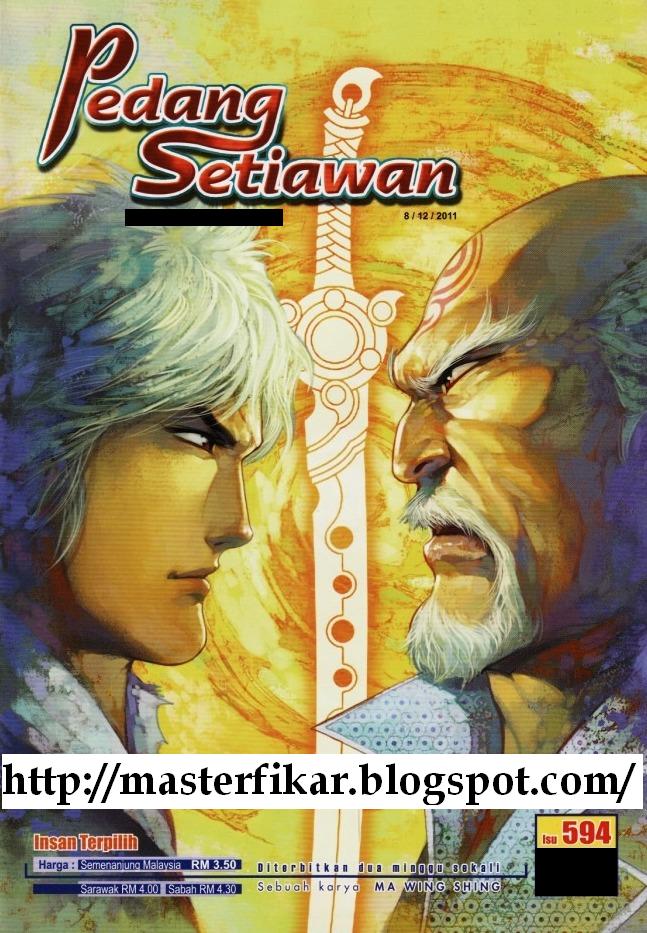 Pedang
Setiawan
8 / 12 / 2011
http://masterfikar.blogspot.com/
Insan Terpilih
Isu 594
Harga : Semenanjung Malaysia RM 3.50
Diterbitkan dua minggu sekali
Sarawak RM 4.00 Sabah RM 4.30
Sebuah karya MA WING SHING